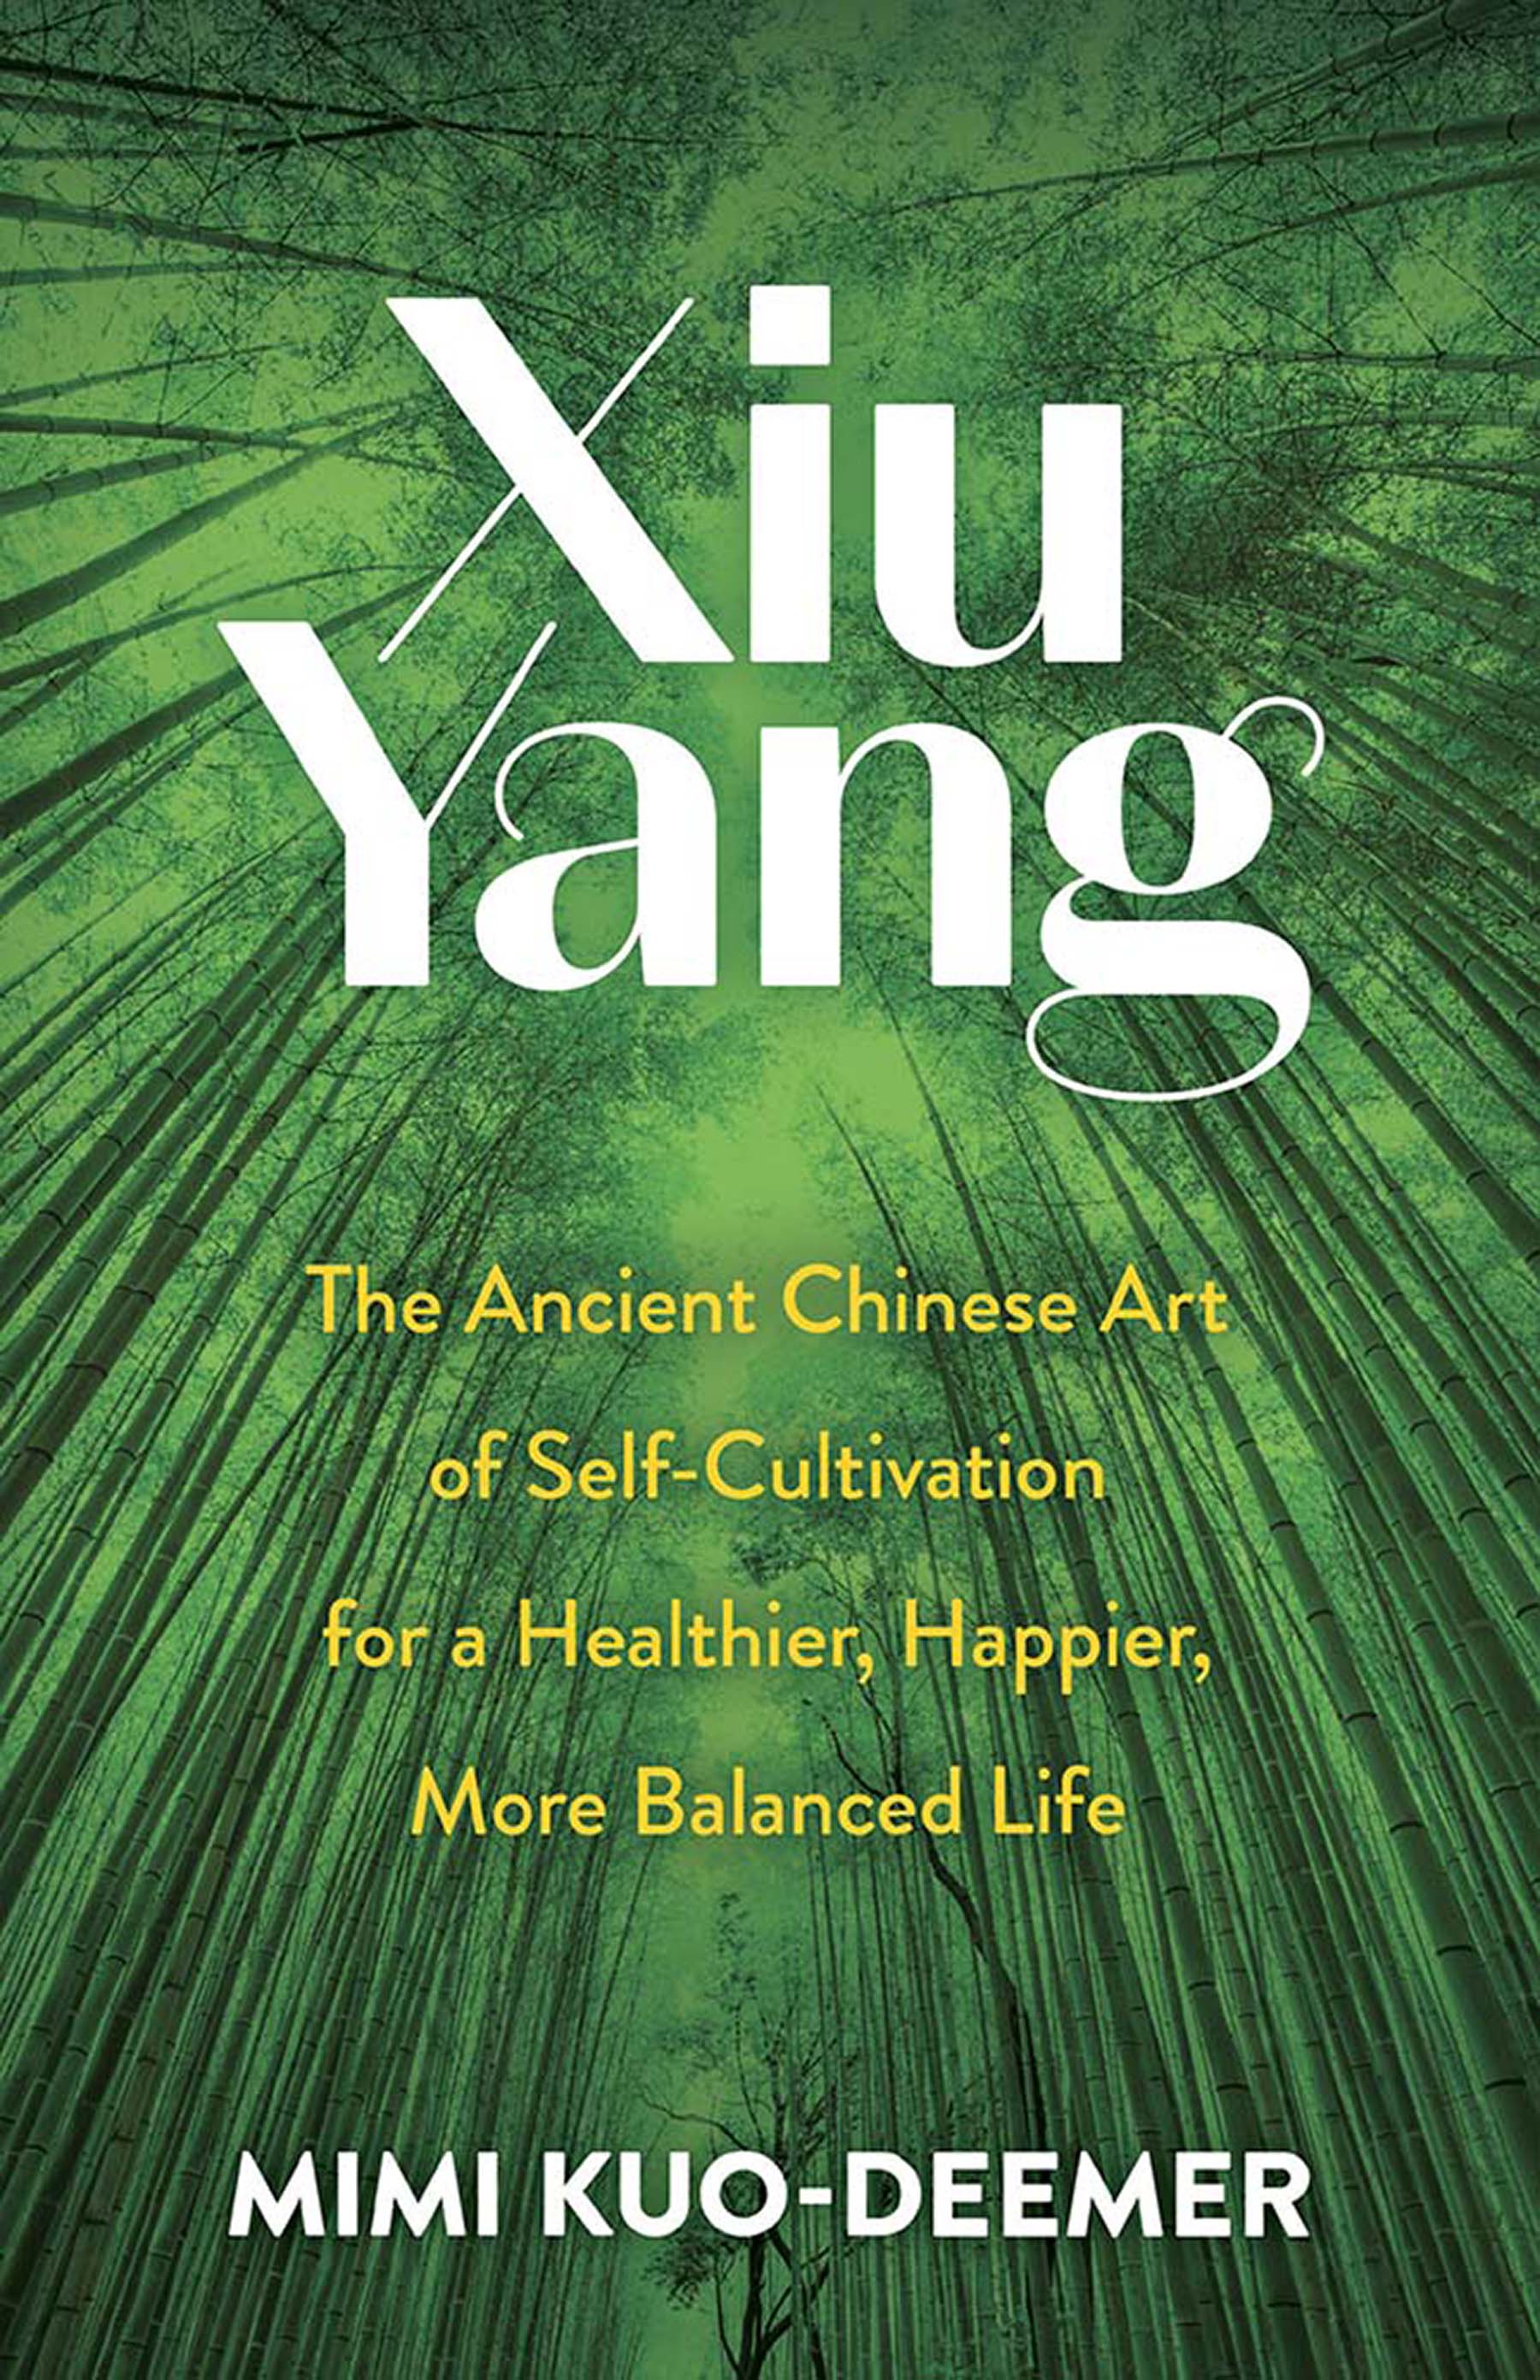 Xiu
Yang
The Ancient Chinese Art
of Self-Cultivation
for a Healthier, Happier,
More Balanced Life
MIMI KUO-DEEMER